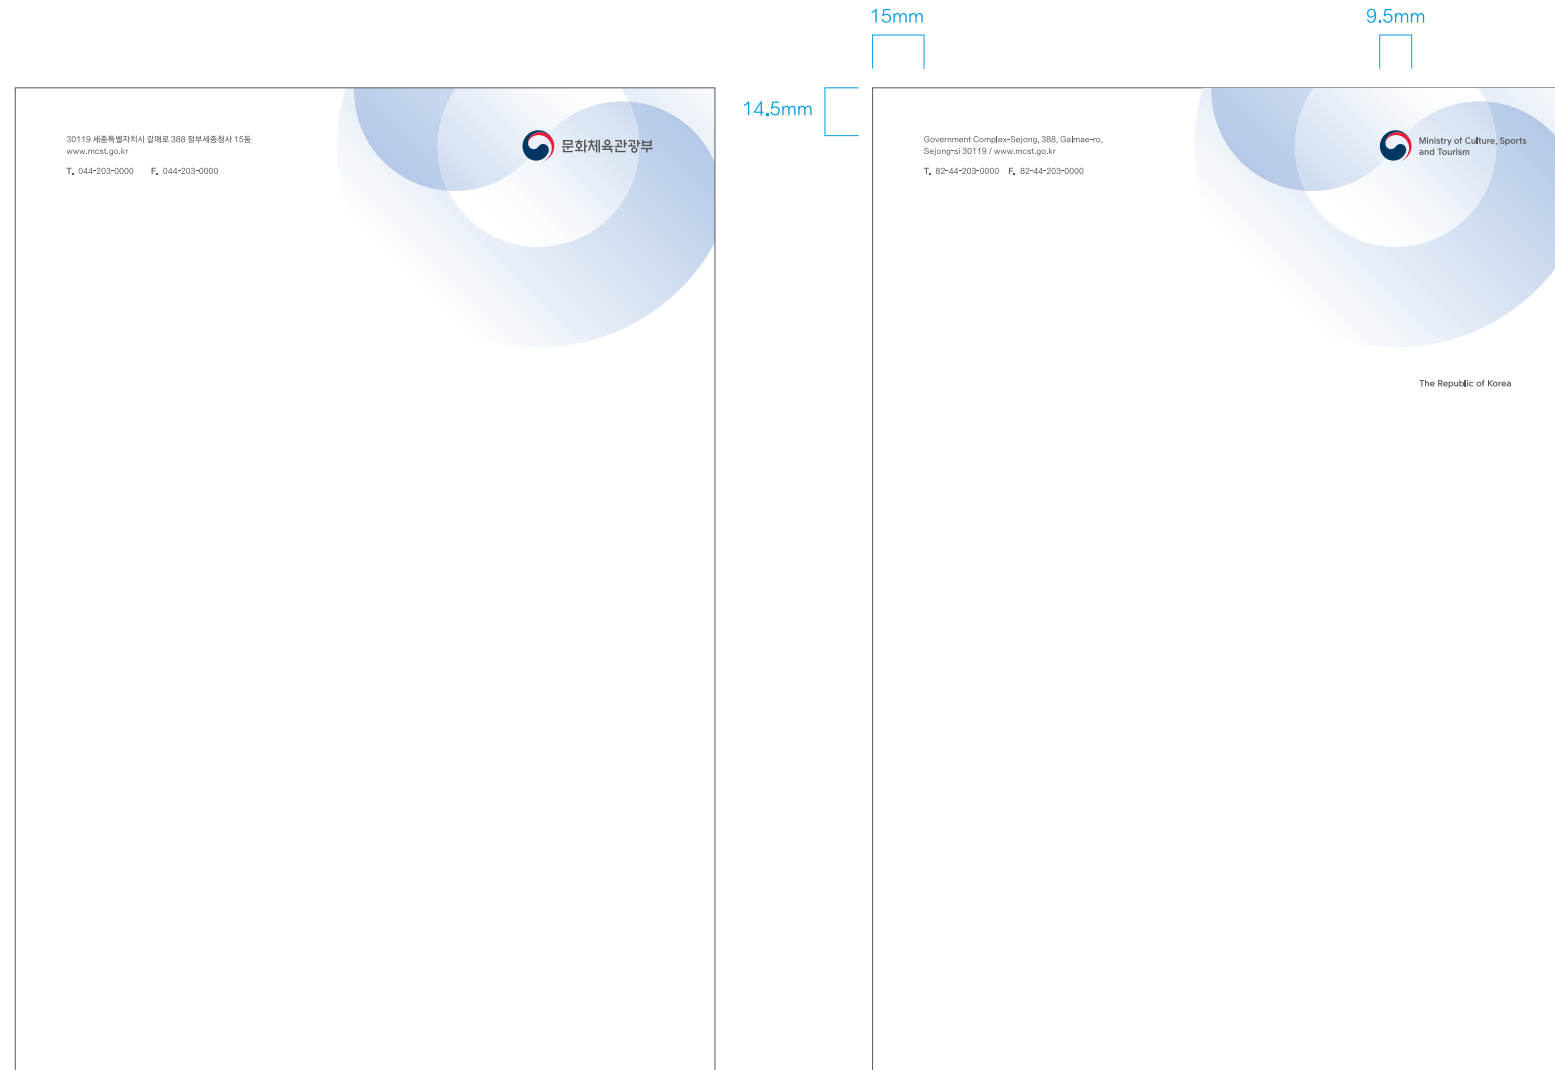 15mm
9.5mm
14.5mm
30119 세종특별자치시 갈매로 388 정부세종청사 15동
www.mcst.go.kr
T. 044-203-0000 F. 044-203-0000
문화체육관광부
Government Complex-Sejong, 388, Galmae-ro,
Sejong-si 30119 / www.mcst.go.kr
T. 82-44-203-0000 F. 82-44-203-0000
Ministry of Culture, Sports
and Tourism
The Republic of Korea